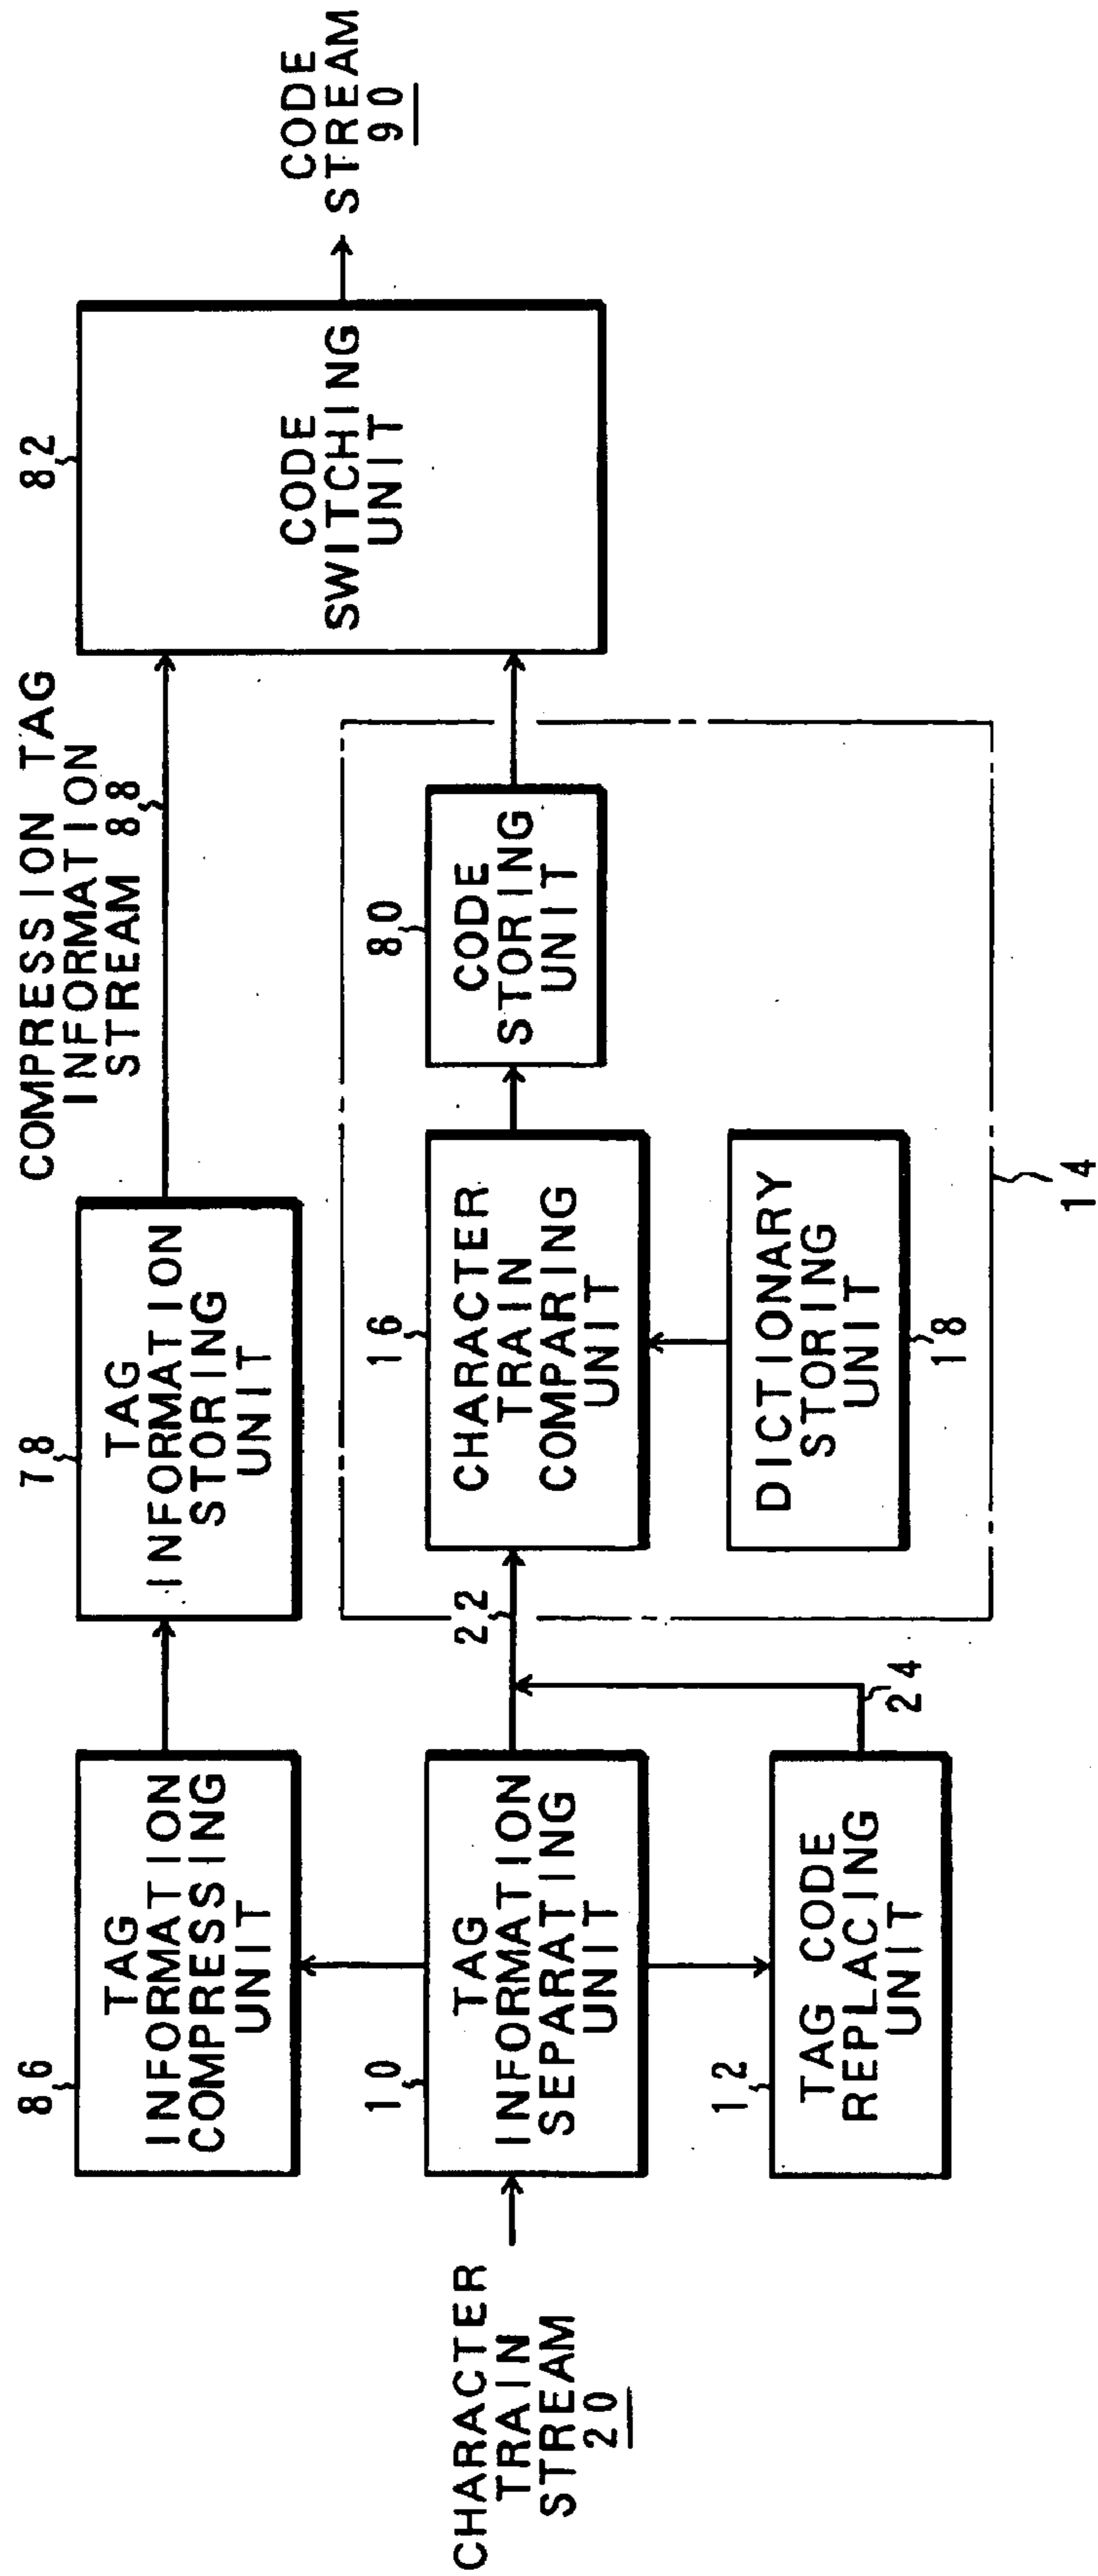 CHARACTER
TRAIN
STREAM
20
86
TAG
INFORMATION
COMPRESSING
UNIT
10
TAG
INFORMATION
SEPARATING
UNIT
12
TAG CODE
REPLACING
UNIT
24
22
78
TAG
INFORMATION
STORING
UNIT
COMPRESSION TAG
INFORMATION
STREAM 88
16
CHARACTER
TRAIN
COMPARING
UNIT
DICTIONARY
STORING
UNIT
18
80
CODE
STORING
UNIT
14
82
CODE
SWITCHING
UNIT
CODE
STREAM
90